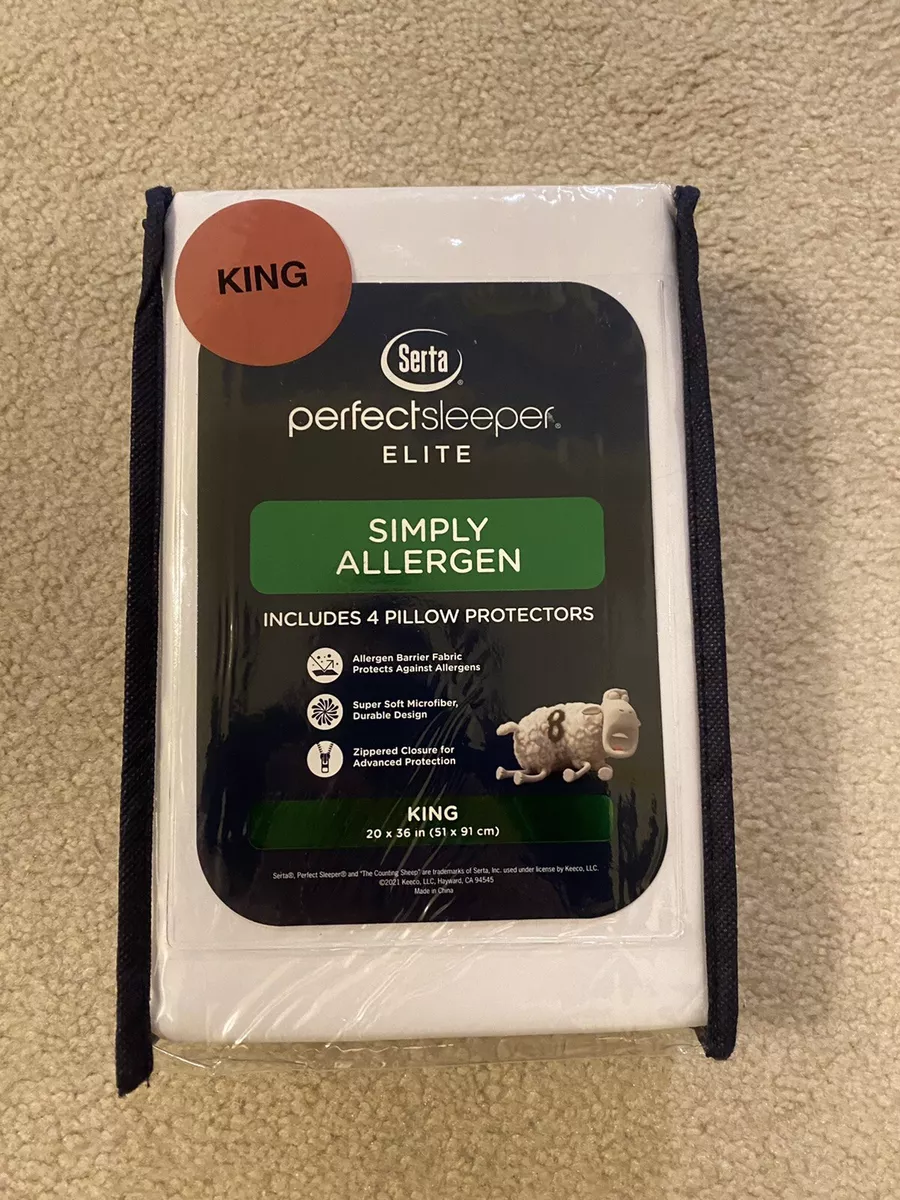 KING
Serta®
perfectsleeper®
ELITE
SIMPLY
ALLERGEN
INCLUDES 4 PILLOW PROTECTORS
Allergen Barrier Fabric
Protects Against Allergens
Super Soft Microfiber,
Durable Design
Zippered Closure for
Advanced Protection
8
KING
20 x 36 in (51 x 91 cm)
Serta®, Perfect Sleeper® and "The Counting Sheep" are trademarks of Serta, Inc. used under license by Keeco, LLC.
©2021 Keeco, LLC, Hayward, CA 94545
Made in China